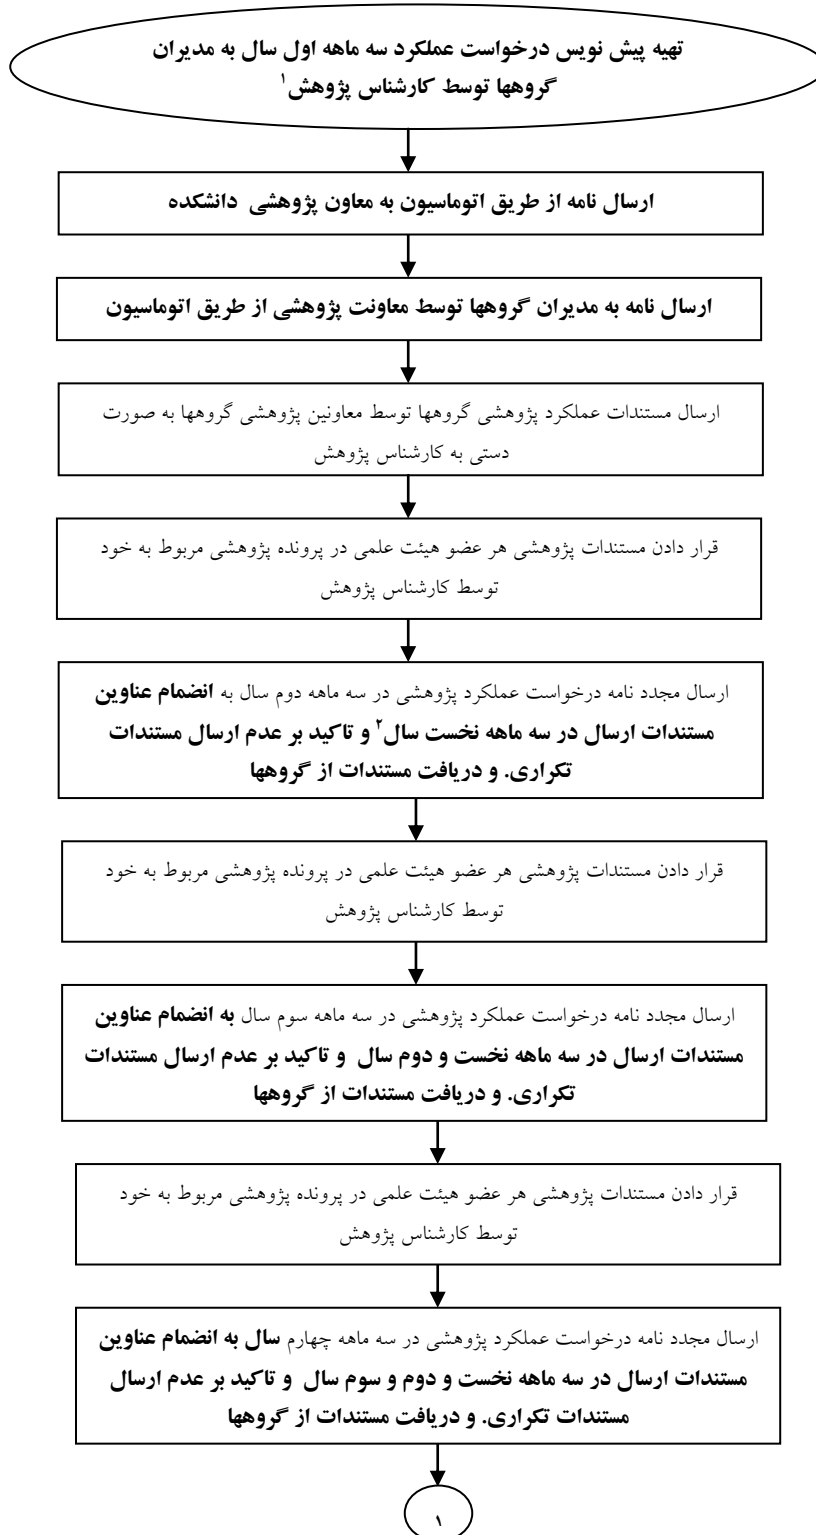 تهیه پیش نویس درخواست عملکرد سه ماهه اول سال به مدیران
گروهها توسط کارشناس پژوهش۱
ارسال نامه از طریق اتوماسیون به معاون پژوهشی دانشکده
ارسال نامه به مدیران گروهها توسط معاونت پژوهشی از طریق اتوماسیون
ارسال مستندات عملکرد پژوهشی گروهها توسط معاونین پژوهشی گروهها به صورت
دستی به کارشناس پژوهش
قرار دادن مستندات پژوهشی هر عضو هیئت علمی در پرونده پژوهشی مربوط به خود
توسط کارشناس پژوهش
ارسال مجدد نامه درخواست عملکرد پژوهشی در سه ماهه دوم سال به انضمام عناوین
مستندات ارسال در سه ماهه نخست سال۲ و تاکید بر عدم ارسال مستندات
تکراری. و دریافت مستندات از گروهها
قرار دادن مستندات پژوهشی هر عضو هیئت علمی در پرونده پژوهشی مربوط به خود
توسط کارشناس پژوهش
ارسال مجدد نامه درخواست عملکرد پژوهشی در سه ماهه سوم سال به انضمام عناوین
مستندات ارسال در سه ماهه نخست و دوم سال و تاکید بر عدم ارسال مستندات
تکراری. و دریافت مستندات از گروهها
قرار دادن مستندات پژوهشی هر عضو هیئت علمی در پرونده پژوهشی مربوط به خود
توسط کارشناس پژوهش
ارسال مجدد نامه درخواست عملکرد پژوهشی در سه ماهه چهارم سال به انضمام عناوین
مستندات ارسال در سه ماهه نخست و دوم و سوم سال و تاکید بر عدم ارسال
مستندات تکراری. و دریافت مستندات از گروهها
۱